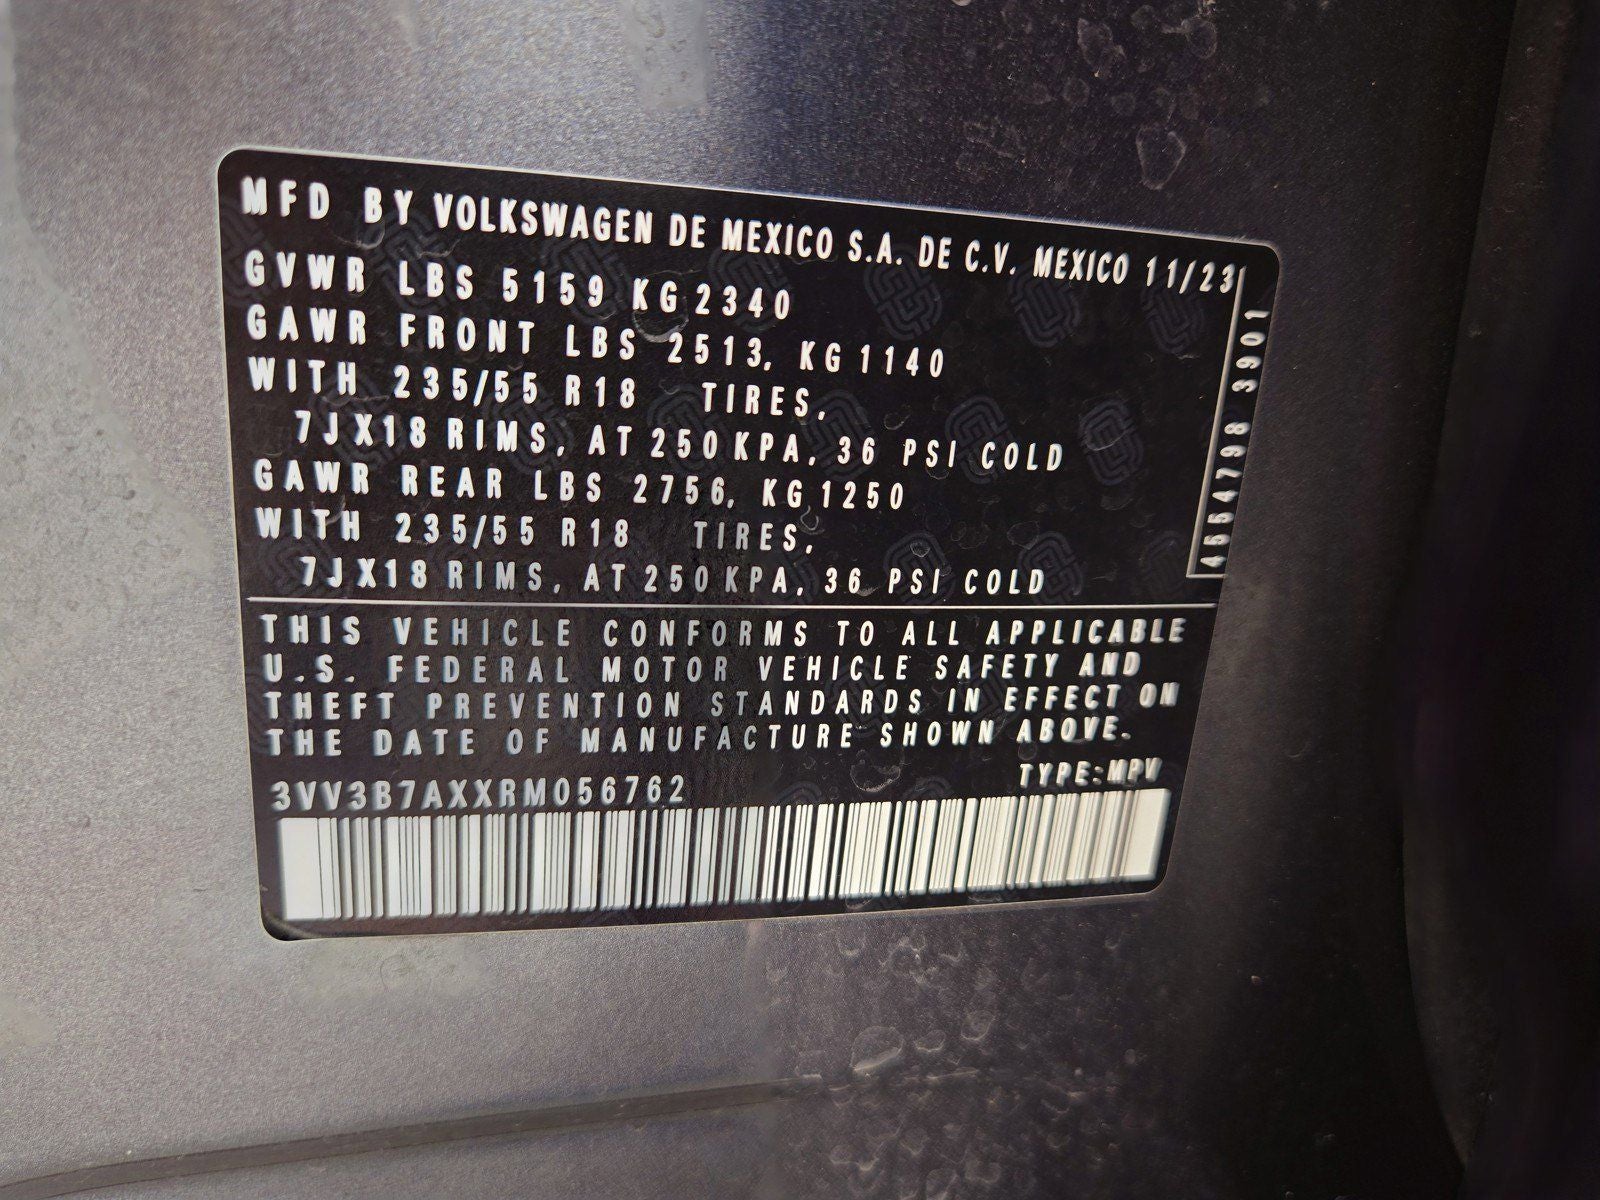 MFD BY VOLKSWAGEN DE MEXICO S.A. DE C.V. MEXICO 11/23
GVWR LBS 5159 KG 2340
GAWR FRONT LBS 2513, KG 1140
WITH 235/55 R18 TIRES,
7JX18 RIMS, AT 250 KPA, 36 PSI COLD
GAWR REAR LBS 2756, KG 1250
WITH 235/55 R18 TIRES,
7JX18 RIMS, AT 250 KPA, 36 PSI COLD
4554798 3901
THIS VEHICLE CONFORMS TO ALL APPLICABLE
U.S. FEDERAL MOTOR VEHICLE SAFETY AND
THEFT PREVENTION STANDARDS IN EFFECT ON
THE DATE OF MANUFACTURE SHOWN ABOVE.
TYPE:MPV
3VV3B7AXXRM056762